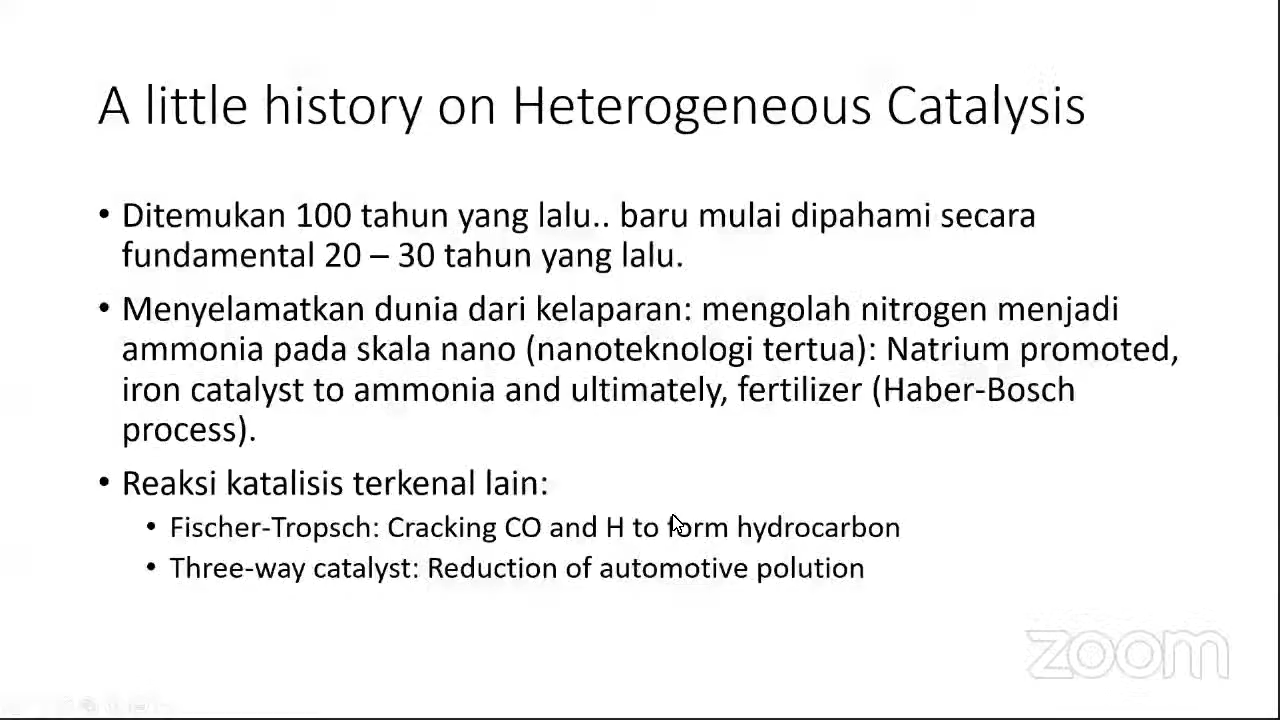 A little history on Heterogeneous Catalysis
• Ditemukan 100 tahun yang lalu.. baru mulai dipahami secara
fundamental 20 – 30 tahun yang lalu.
• Menyelamatkan dunia dari kelaparan: mengolah nitrogen menjadi
ammonia pada skala nano (nanoteknologi tertua): Natrium promoted,
iron catalyst to ammonia and ultimately, fertilizer (Haber-Bosch
process).
• Reaksi katalisis terkenal lain:
• Fischer-Tropsch: Cracking CO and H to form hydrocarbon
• Three-way catalyst: Reduction of automotive polution
zoom